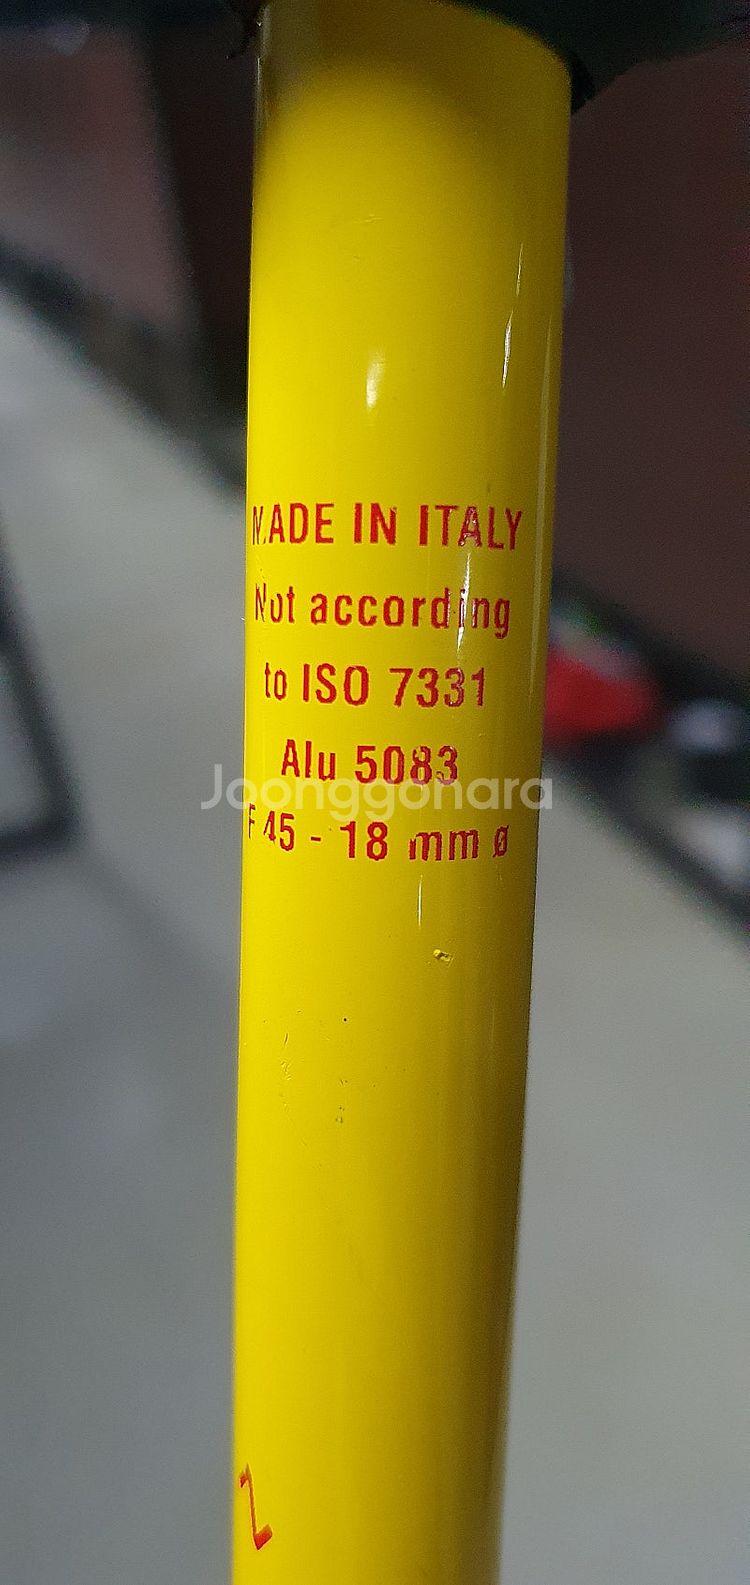 MADE IN ITALY
Not according
to ISO 7331
Alu 5083
Joonggonara
F 45 - 18 mm ø